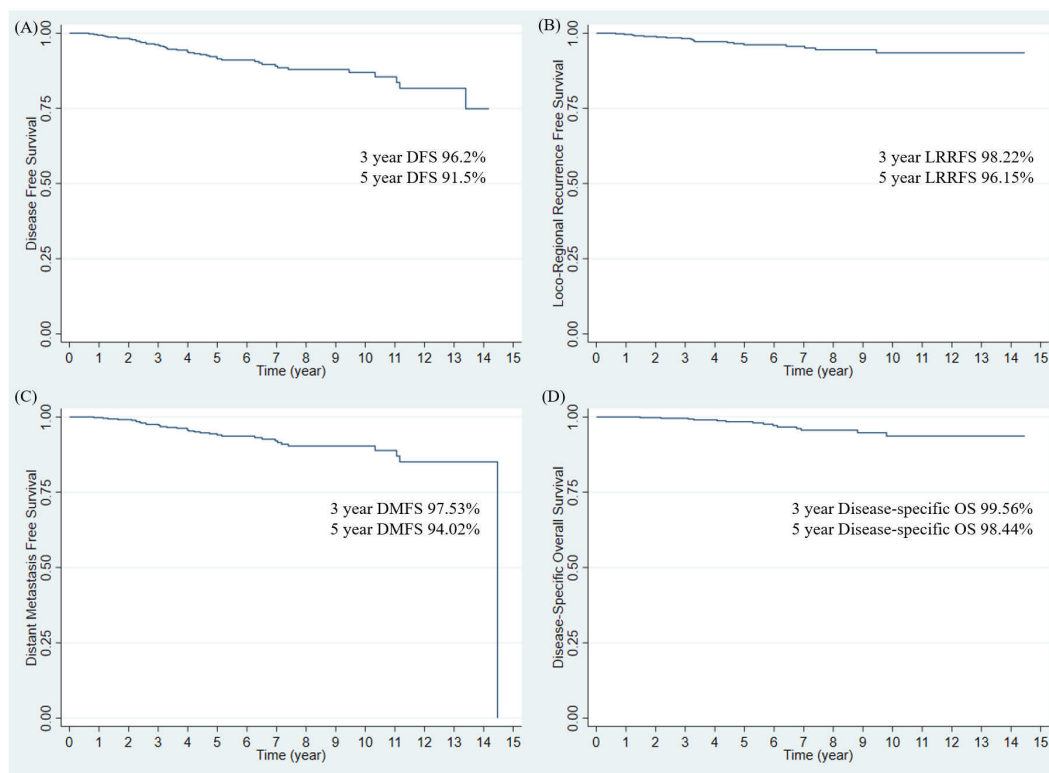 (A)
Disease Free Survival
1.00
0.75
0.50
0.25
0.00
3 year DFS 96.2%
5 year DFS 91.5%
0 1 2 3 4 5 6 7 8 9 10 11 12 13 14 15
Time (year)
(B)
Loco-Regional Recurrence Free Survival
1.00
0.75
0.50
0.25
0.00
3 year LRRFS 98.22%
5 year LRRFS 96.15%
0 1 2 3 4 5 6 7 8 9 10 11 12 13 14 15
Time (year)
(C)
Distant Metastasis Free Survival
1.00
0.75
0.50
0.25
0.00
3 year DMFS 97.53%
5 year DMFS 94.02%
0 1 2 3 4 5 6 7 8 9 10 11 12 13 14 15
Time (year)
(D)
Disease-Specific Overall Survival
1.00
0.75
0.50
0.25
0.00
3 year Disease-specific OS 99.56%
5 year Disease-specific OS 98.44%
0 1 2 3 4 5 6 7 8 9 10 11 12 13 14 15
Time (year)